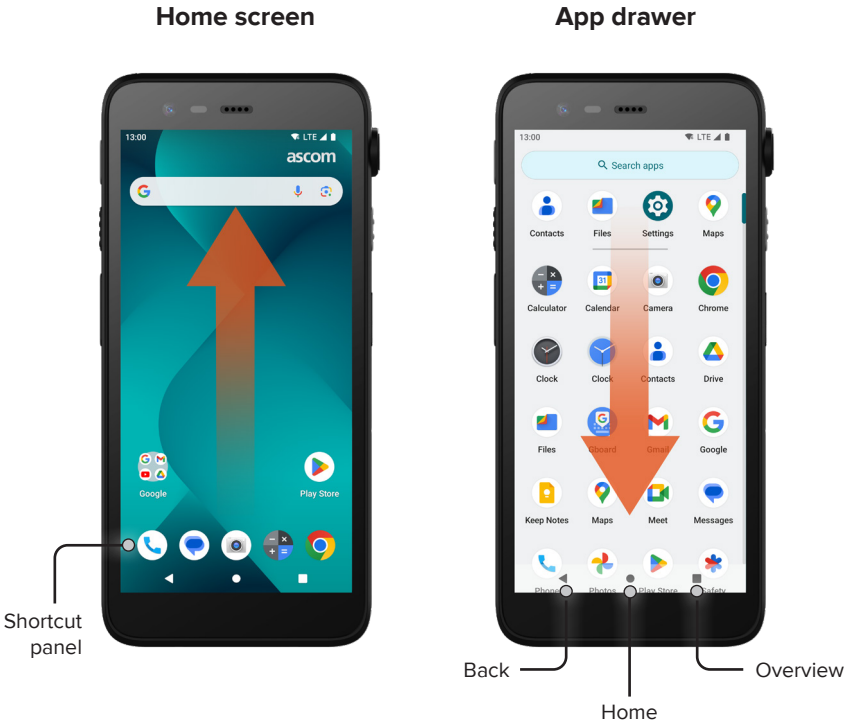 Home screen
App drawer
13:00
LTE
ascom
Google
Play Store
Shortcut
panel
13:00
LTE
Search apps
Contacts
Files
Settings
Maps
31
Calculator
Calendar
Camera
Chrome
Clock
Clock
Contacts
Drive
Files
Gboard
Gmail
Google
Keep Notes
Maps
Meet
Messages
Phone
Photos
Play Store
Safety
Back
Home
Overview